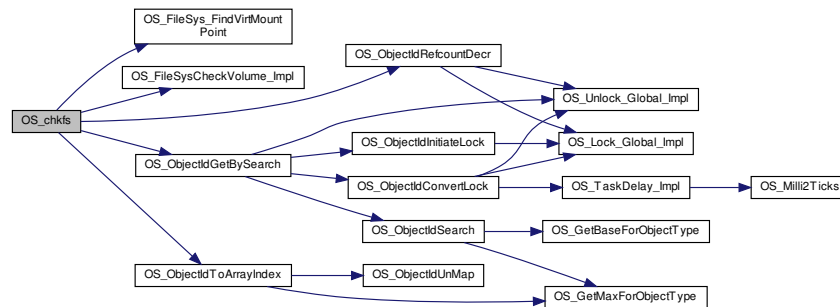 OS_FileSys_FindVirtMount
Point
OS_ObjectIdRefcountDecr
OS_FileSysCheckVolume_Impl
OS_Unlock_Global_Impl
OS_chkfs
OS_ObjectIdInitiateLock
OS_Lock_Global_Impl
OS_ObjectIdGetBySearch
OS_ObjectIdConvertLock
OS_TaskDelay_Impl
OS_Milli2Ticks
OS_ObjectIdSearch
OS_GetBaseForObjectType
OS_ObjectIdToArrayIndex
OS_ObjectIdUnMap
OS_GetMaxForObjectType